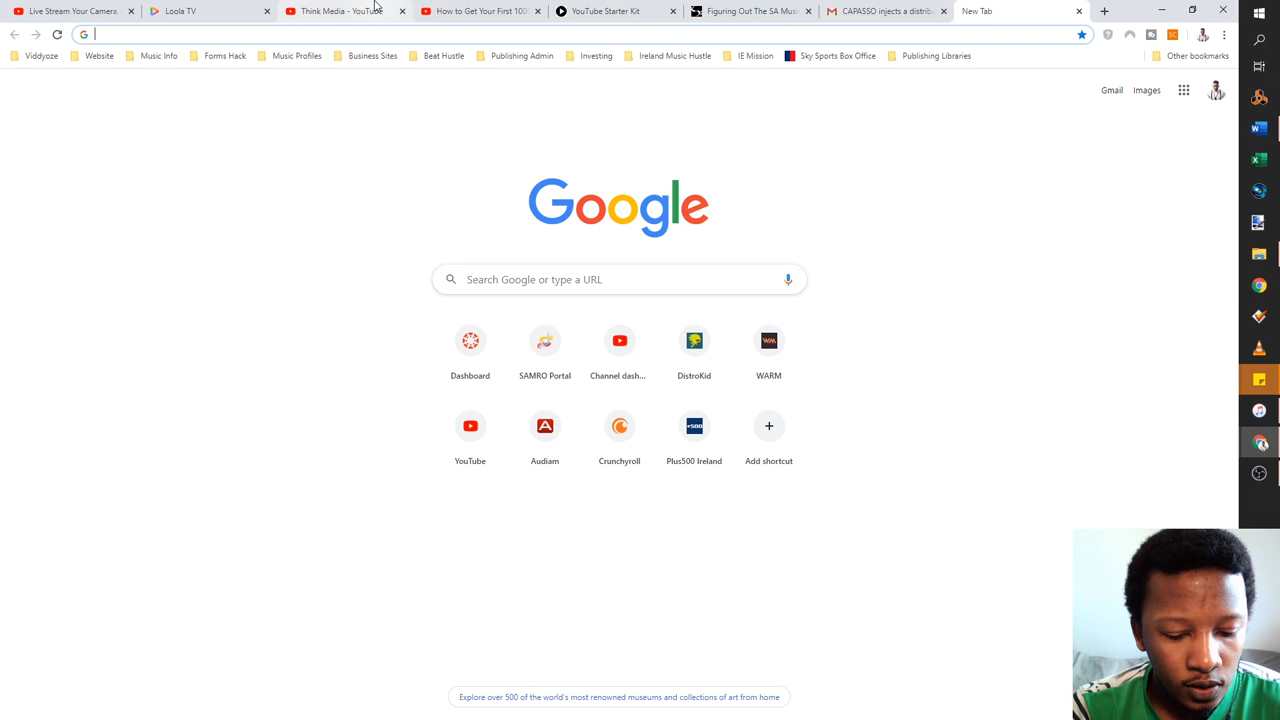 Live Stream Your Camera,
Loola TV
Think Media - YouTube
How to Get Your First 100
YouTube Starter Kit
Figuring Out The SA Mus
CAPASSO injects a distrib
New Tab
Viddyoze
Website
Music Info
Forms Hack
Music Profiles
Business Sites
Beat Hustle
Publishing Admin
Investing
Ireland Music Hustle
IE Mission
Sky Sports Box Office
Publishing Libraries
Other bookmarks
Gmail
Images
Google
Search Google or type a URL
Dashboard
SAMRO Portal
Channel dash...
DistroKid
WARM
YouTube
Audiam
Crunchyroll
Plus500 Ireland
Add shortcut
Explore over 500 of the world's most renowned museums and collections of art from home